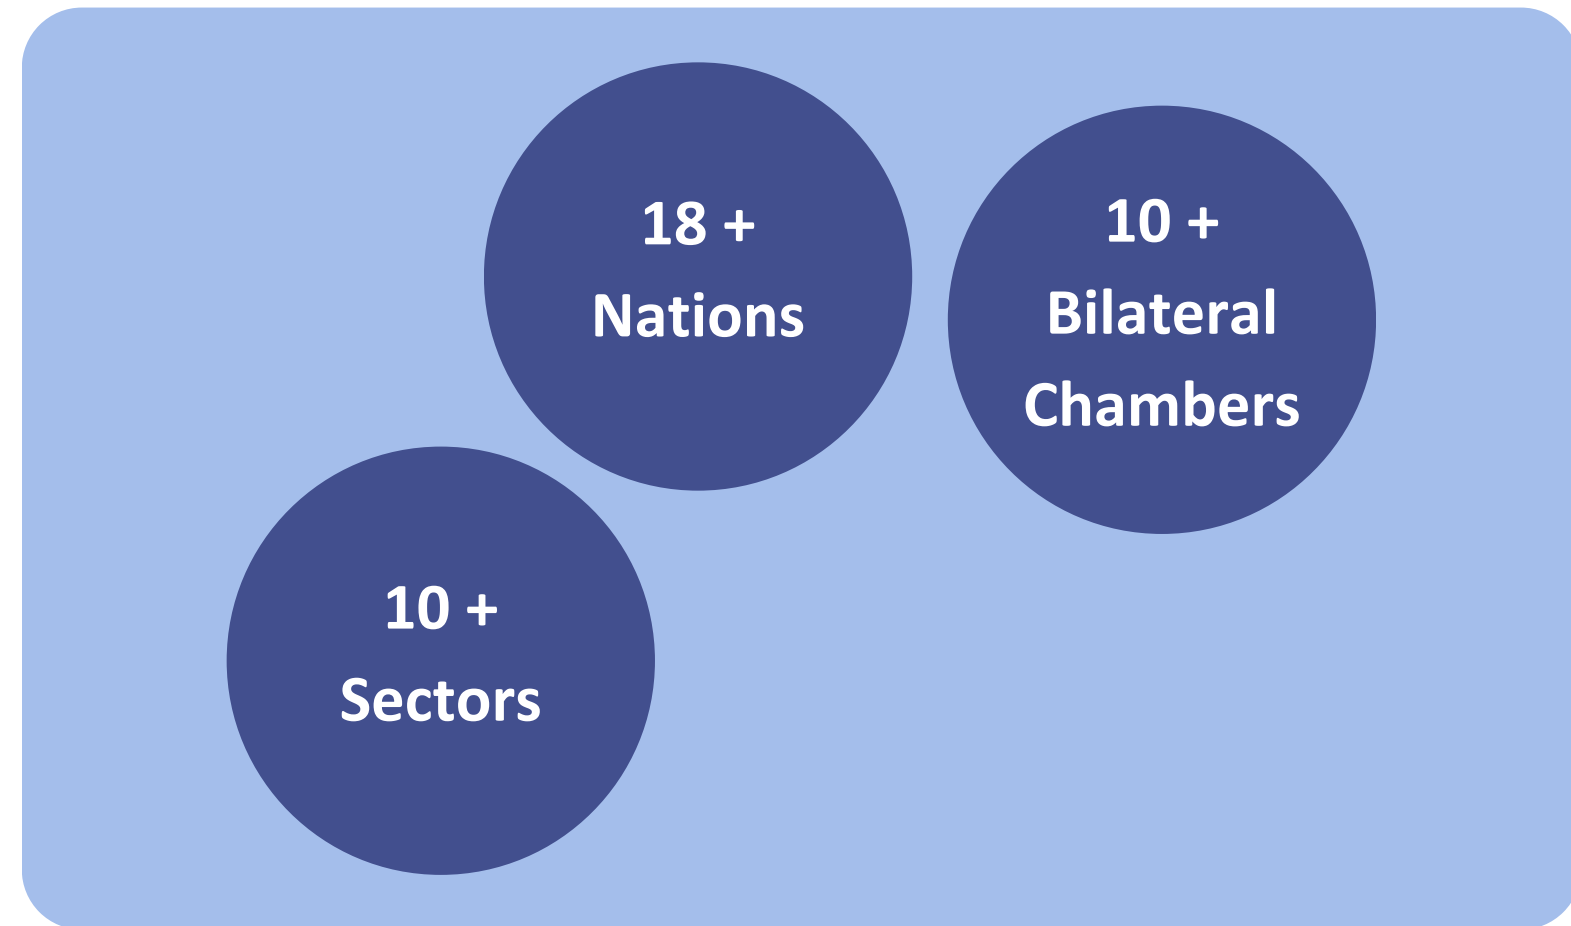 18 +
Nations
10 +
Bilateral
Chambers
10 +
Sectors